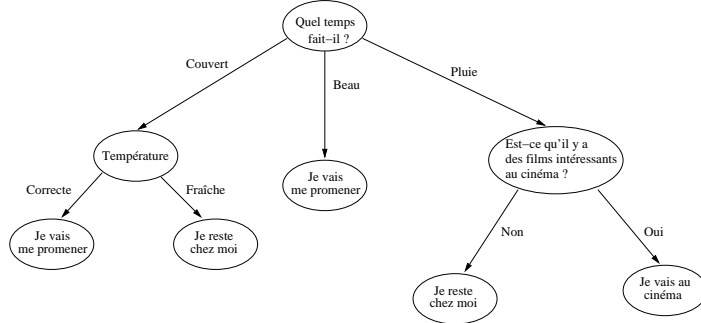 Quel temps
fait-il ?
Couvert
Beau
Pluie
Température
Je vais
me promener
Est-ce qu'il y a
des films intéressants
au cinéma ?
Correcte
Fraîche
Je vais
me promener
Je reste
chez moi
Non
Oui
Je reste
chez moi
Je vais au
cinéma